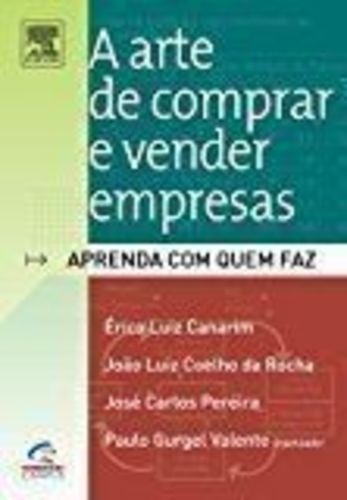 A arte
de comprar
e vender
empresas
APRENDA COM QUEM FAZ
Érico Luiz Canarim
João Luiz Coelho da Rocha
José Carlos Pereira
Paulo Gurgel Valente